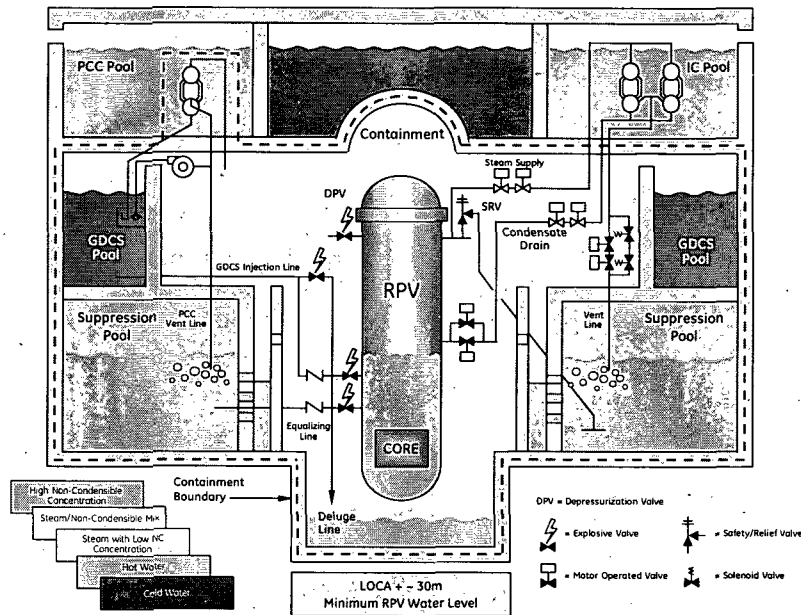 PCC Pool
IC Pool
Containment
Steam Supply
DPV
SRV
Condensate
Drain
GDCS
Pool
GDCS
Pool
GDCS Injection Line
RPV
Suppression
Pool
PCC
Vent Line
Vent
Line
Suppression
Pool
Equalizing
Line
CORE
Containment
Boundary
Deluge
Line
High Non-Condensible
Concentration
Steam/Non-Condensible Mix
Steam with Low NC
Concentration
Hot Water
Cold Water
LOCA + ~ 30m
Minimum RPV Water Level
DPV = Depressurization Valve
= Explosive Valve
= Safety/Relief Valve
= Motor Operated Valve
= Solenoid Valve